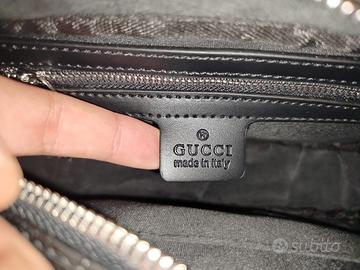 ®
GUCCI
made in italy
subito